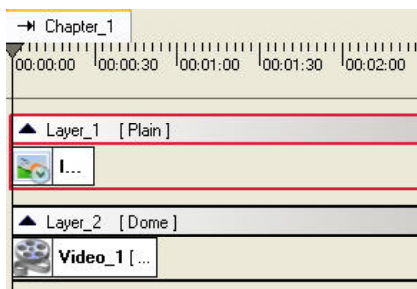 Chapter_1
00:00:00 00:00:30 00:01:00 00:01:30 00:02:00
Layer_1 [ Plain ]
I...
Layer_2 [ Dome ]
Video_1 [ ...